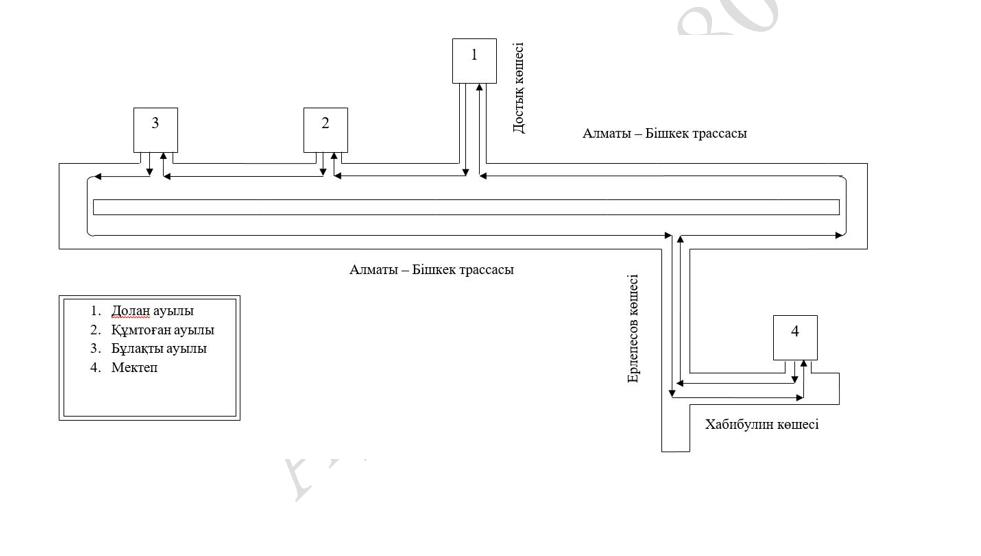 80
1
Достық көшесі
3
2
Алматы – Бішкек трассасы
Алматы – Бішкек трассасы
Ерлепесов көшесі
1. Долан ауылы
2. Құмтоған ауылы
3. Бұлақты ауылы
4. Мектеп
4
Хабибулин көшесі